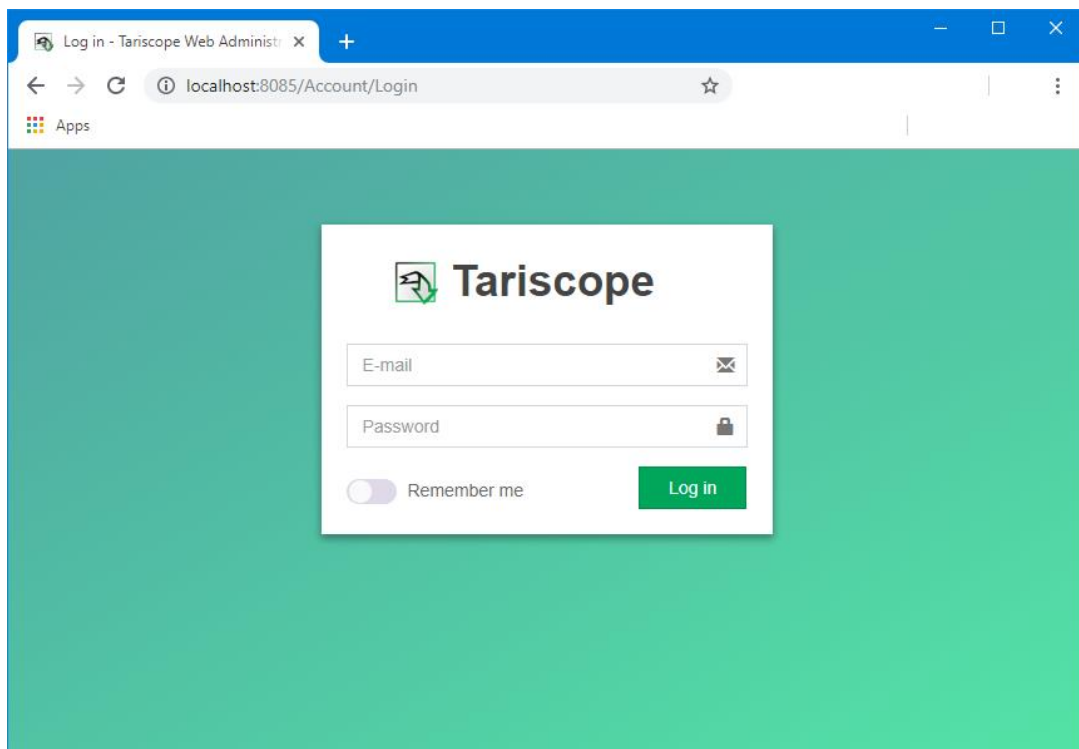 Log in - Tariscope Web Administr
localhost:8085/Account/Login
Apps
Tariscope
E-mail
Password
Remember me
Log in